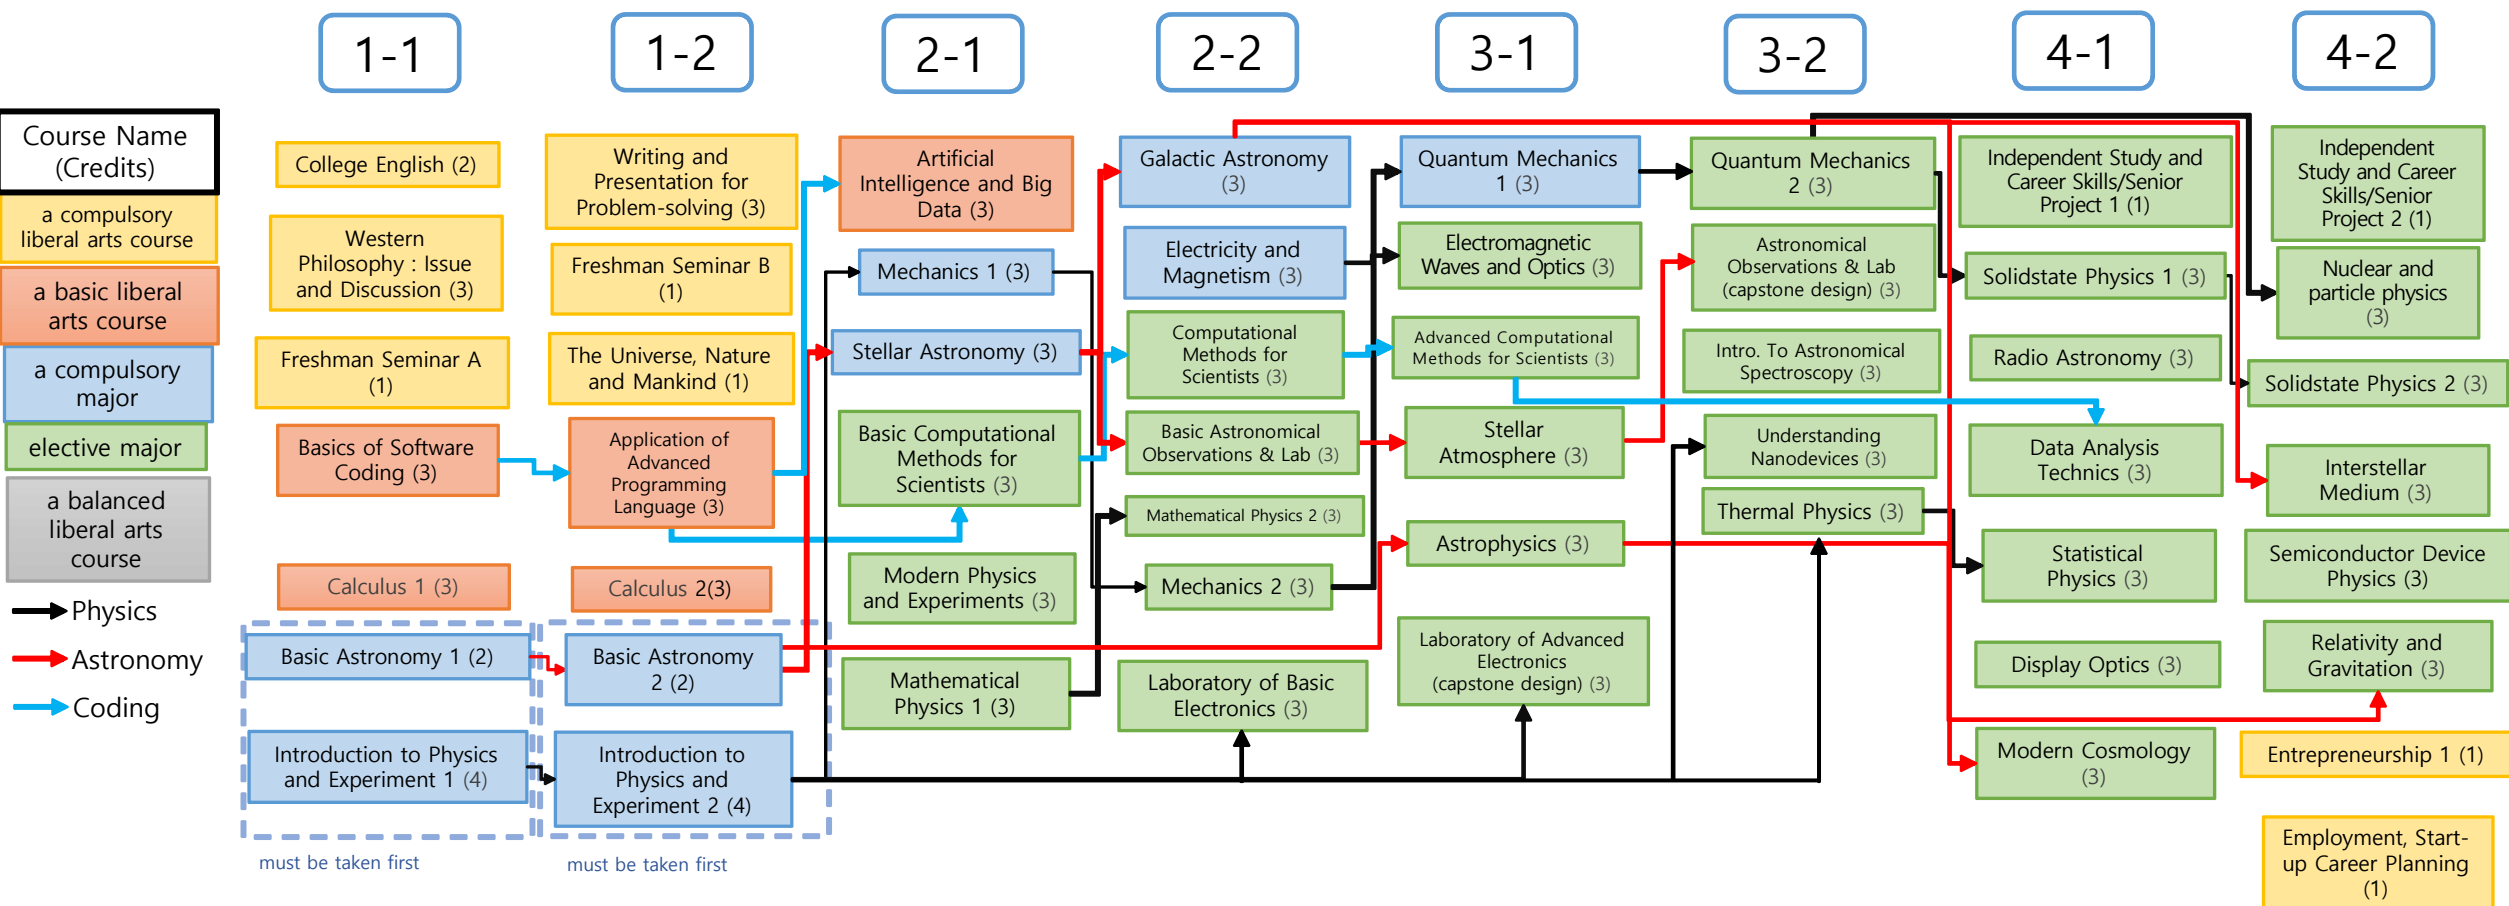 1-1
1-2
2-1
2-2
3-1
3-2
4-1
4-2
Course Name
(Credits)
a compulsory
liberal arts course
a basic liberal
arts course
a compulsory
major
elective major
a balanced
liberal arts
course
Physics
Astronomy
Coding
College English (2)
Western
Philosophy : Issue
and Discussion (3)
Freshman Seminar A
(1)
Basics of Software
Coding (3)
Calculus 1 (3)
Basic Astronomy 1 (2)
Introduction to Physics
and Experiment 1 (4)
must be taken first
Writing and
Presentation for
Problem-solving (3)
Freshman Seminar B
(1)
The Universe, Nature
and Mankind (1)
Application of
Advanced
Programming
Language (3)
Calculus 2(3)
Basic Astronomy
2 (2)
Introduction to
Physics and
Experiment 2 (4)
must be taken first
Artificial
Intelligence and Big
Data (3)
Mechanics 1 (3)
Stellar Astronomy (3)
Basic Computational
Methods for
Scientists (3)
Modern Physics
and Experiments (3)
Mathematical
Physics 1 (3)
Galactic Astronomy
(3)
Electricity and
Magnetism (3)
Computational
Methods for
Scientists (3)
Basic Astronomical
Observations & Lab (3)
Mathematical Physics 2 (3)
Mechanics 2 (3)
Laboratory of Basic
Electronics (3)
Quantum Mechanics
1 (3)
Electromagnetic
Waves and Optics (3)
Advanced Computational
Methods for Scientists (3)
Stellar
Atmosphere (3)
Astrophysics (3)
Laboratory of Advanced
Electronics
(capstone design) (3)
Quantum Mechanics
2 (3)
Astronomical
Observations & Lab
(capstone design) (3)
Intro. To Astronomical
Spectroscopy (3)
Understanding
Nanodevices (3)
Thermal Physics (3)
Independent Study and
Career Skills/Senior
Project 1 (1)
Solidstate Physics 1 (3)
Radio Astronomy (3)
Data Analysis
Technics (3)
Statistical
Physics (3)
Display Optics (3)
Modern Cosmology
(3)
Independent
Study and Career
Skills/Senior
Project 2 (1)
Nuclear and
particle physics
(3)
Solidstate Physics 2 (3)
Interstellar
Medium (3)
Semiconductor Device
Physics (3)
Relativity and
Gravitation (3)
Entrepreneurship 1 (1)
Employment, Start-
up Career Planning
(1)